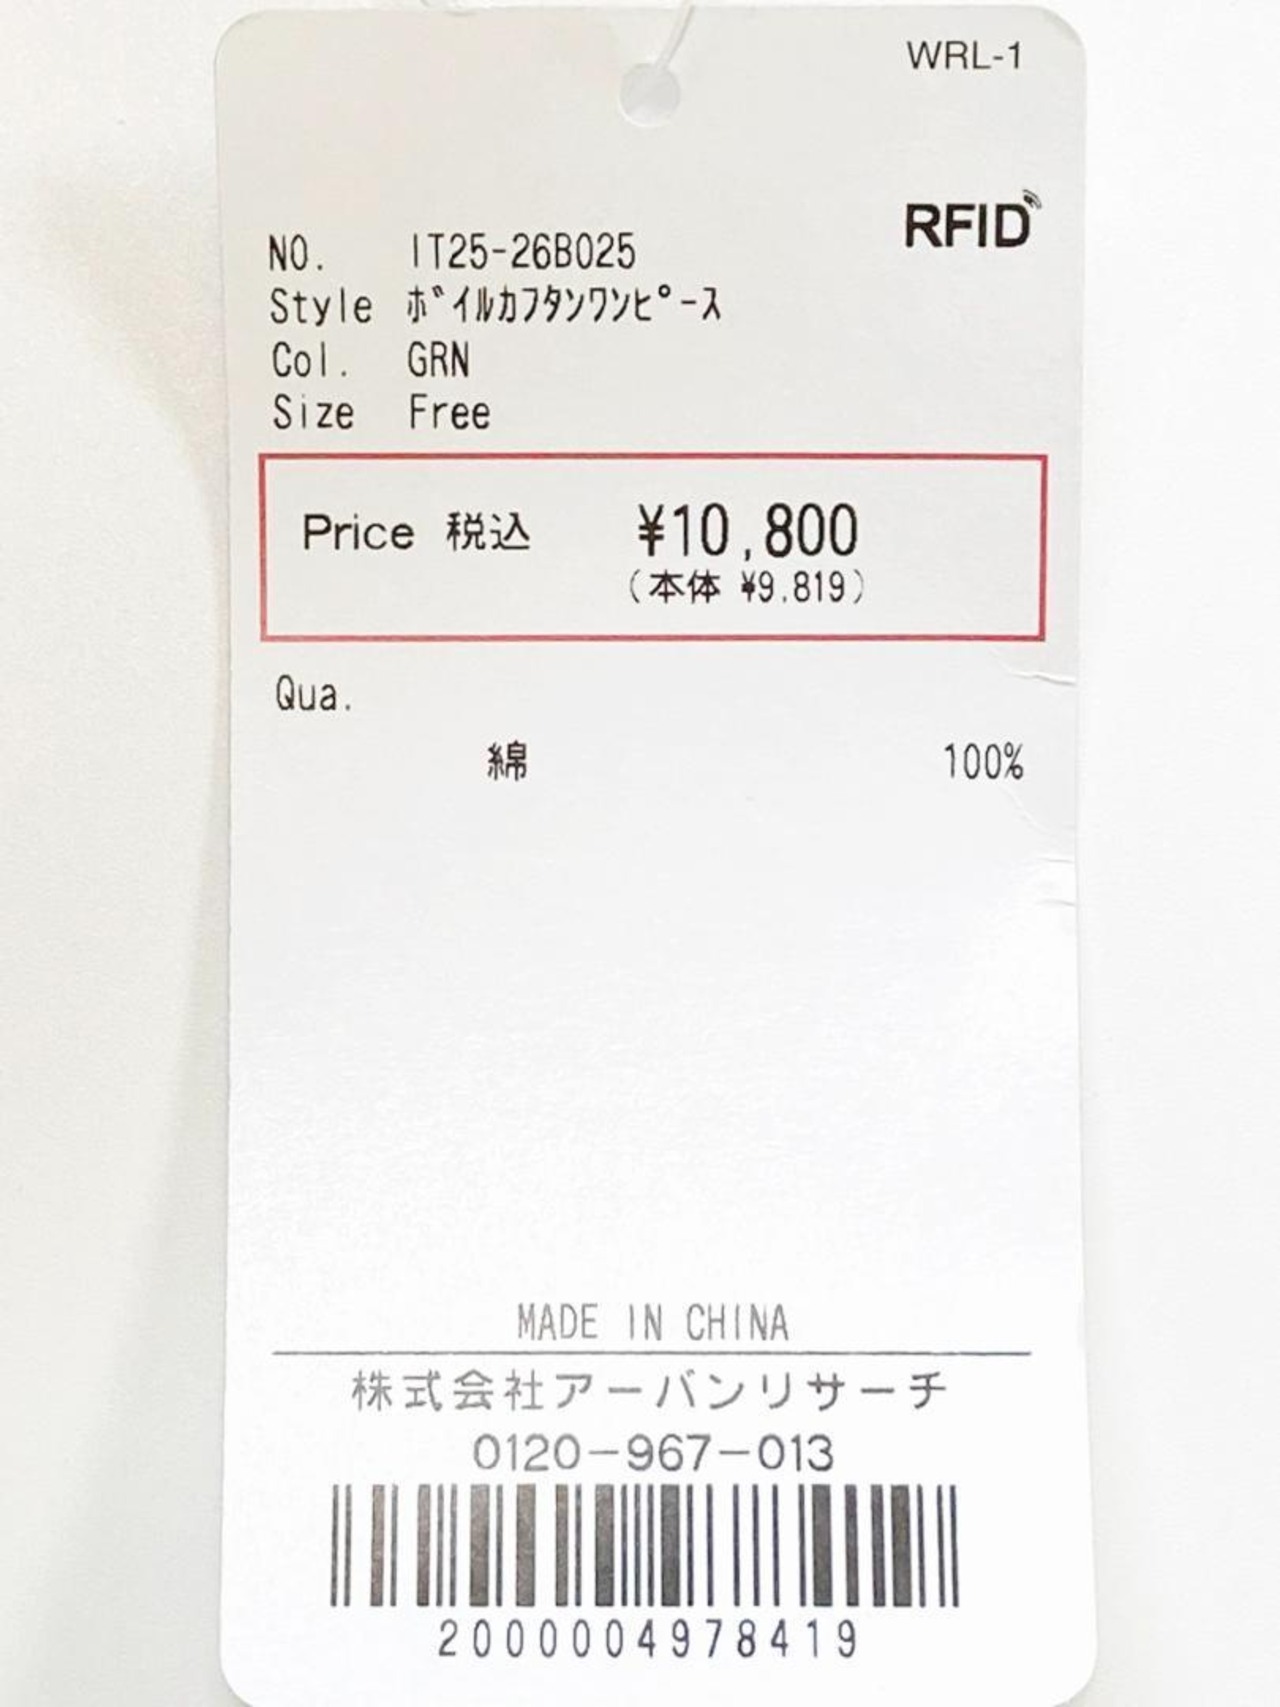 WRL-1
RFID
NO. IT25-26B025
Style ﾎﾞｲﾙｶﾌﾀﾝﾜﾝﾋﾟｰｽ
Col. GRN
Size Free
Price 税込 ¥10,800
(本体 ¥9.819)
Qua.
綿 100%
MADE IN CHINA
株式会社アーバンリサーチ
0120-967-013
2000004978419